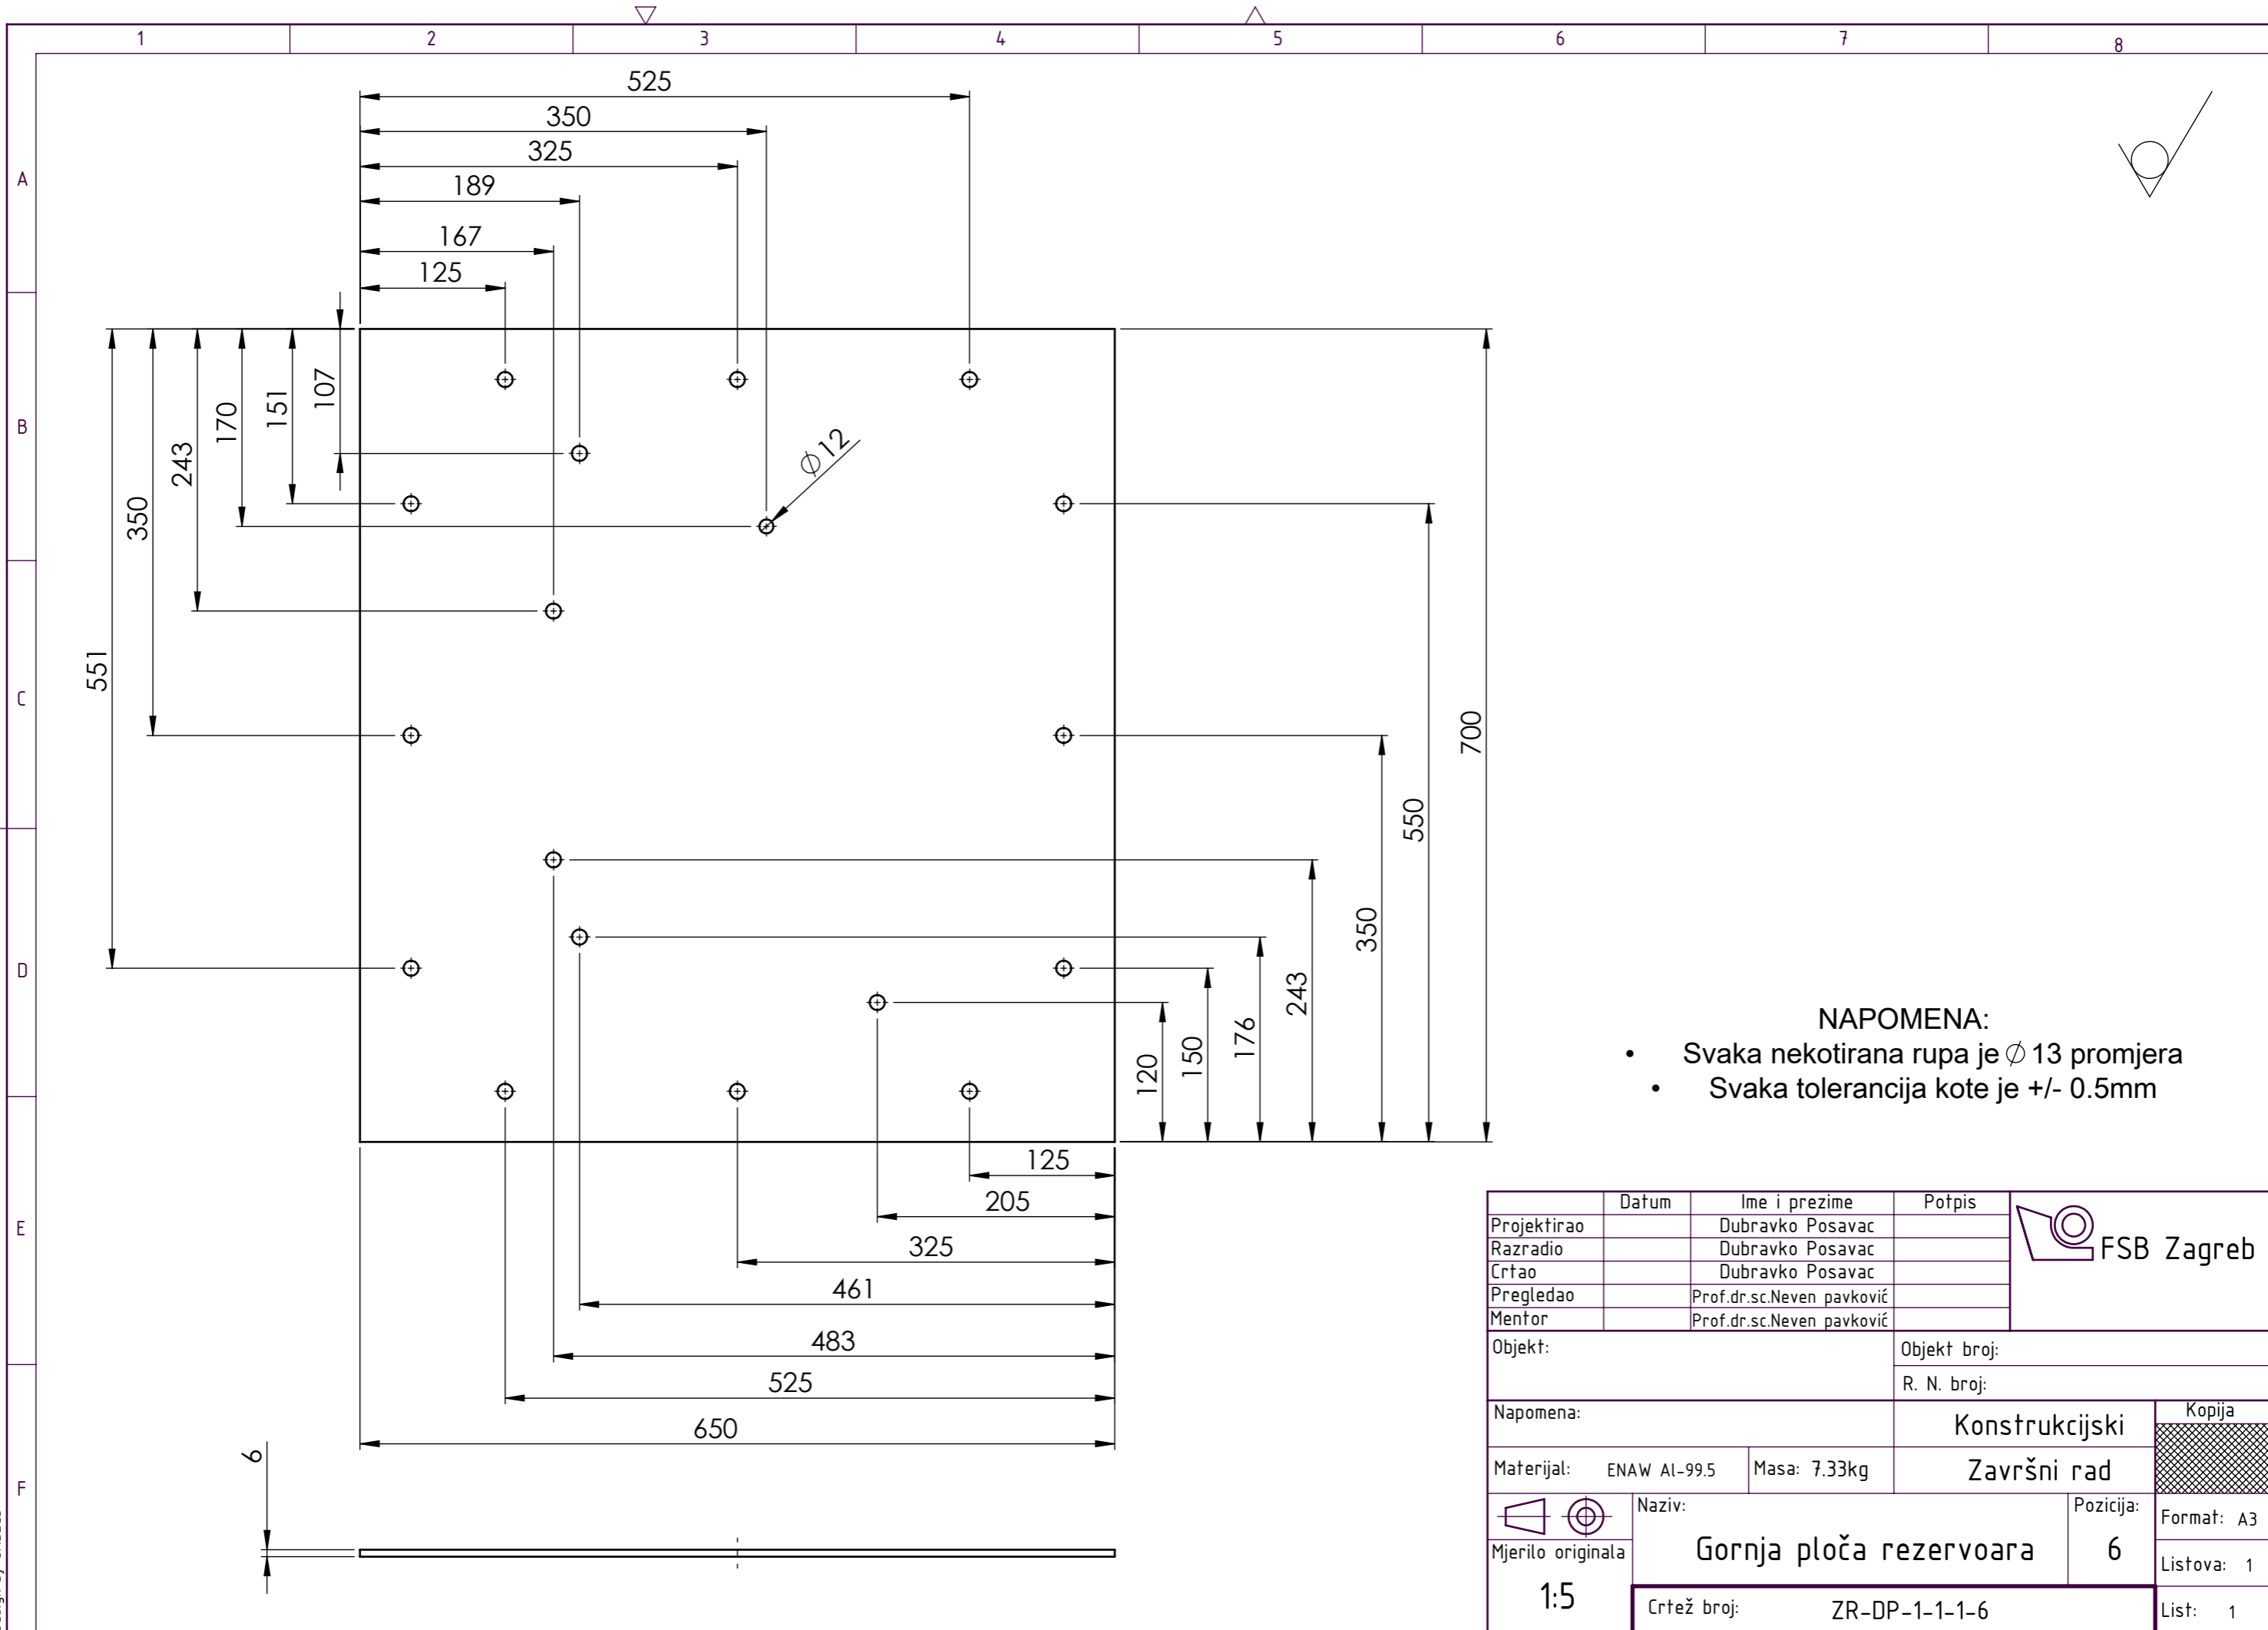 1 2 3 4 5 6 7 8
A
B
C
D
E
F
525
350
325
189
167
125
107
151
170
243
350
551
Ø12
700
550
350
243
176
150
120
125
205
325
461
483
525
650
6
NAPOMENA:
• Svaka nekotirana rupa je Ø 13 promjera
• Svaka tolerancija kote je +/- 0.5mm
Datum Ime i prezime Potpis
Projektirao Dubravko Posavac
Razradio Dubravko Posavac
Crtao Dubravko Posavac
Pregledao Prof.dr.sc.Neven pavković
Mentor Prof.dr.sc.Neven pavković
FSB Zagreb
Objekt:
Objekt broj:
R. N. broj:
Napomena:
Konstrukcijski
Kopija
Materijal: ENAW Al-99.5 Masa: 7.33kg
Završni rad
Naziv:
Gornja ploča rezervoara
Pozicija:
6
Format: A3
Mjerilo originala
1:5
Listova: 1
Crtež broj: ZR-DP-1-1-1-6
List: 1